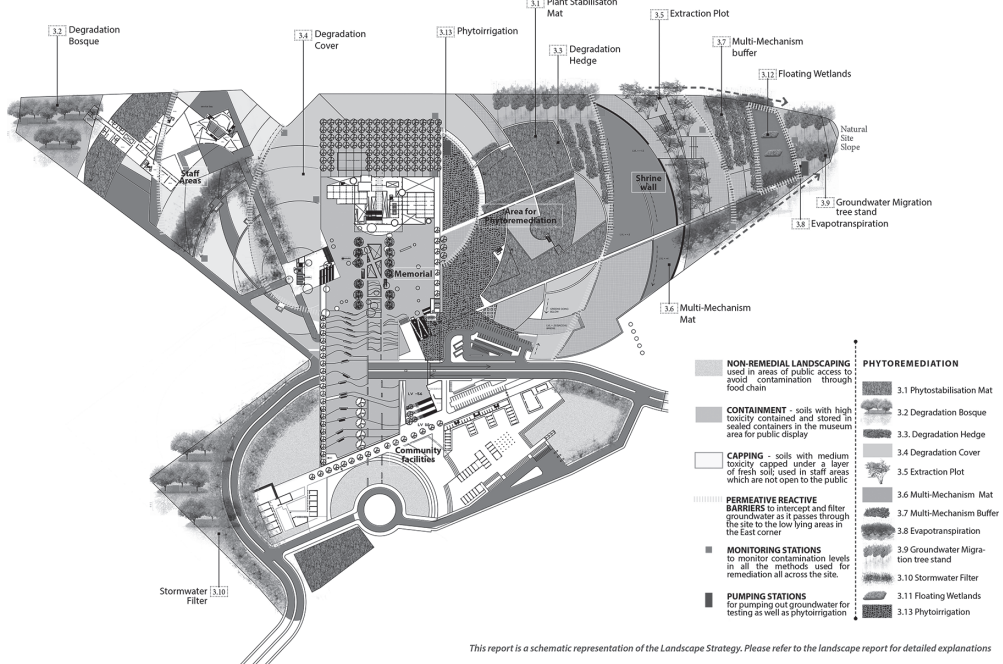 3.1 Plant Stabilisaton
Mat
3.2 Degradation
Bosque
3.4 Degradation
Cover
3.13 Phytoirrigation
3.3 Degradation
Hedge
3.5 Extraction Plot
3.7 Multi-Mechanism
buffer
3.12 Floating Wetlands
Natural
Site
Slope
Staff
Areas
Shrine
wall
Area for
Phytoremediation
3.9 Groundwater Migration
tree stand
3.8 Evapotranspiration
Memorial
3.6 Multi-Mechanism
Mat
Community
facilities
Stormwater 3.10
Filter
NON-REMEDIAL LANDSCAPING
used in areas of public access to
avoid contamination through
food chain
CONTAINMENT - soils with high
toxicity contained and stored in
sealed containers in the museum
area for public display
CAPPING - soils with medium
toxicity capped under a layer
of fresh soil; used in staff areas
which are not open to the public
PERMEATIVE REACTIVE
BARRIERS to intercept and filter
groundwater as it passes through
the site to the low lying areas in
the East corner
MONITORING STATIONS
to monitor contamination levels
in all the methods used for
remediation all across the site.
PUMPING STATIONS
for pumping out groundwater for
testing as well as phytoirrigation
PHYTOREMEDIATION
3.1 Phytostabilisation Mat
3.2 Degradation Bosque
3.3. Degradation Hedge
3.4 Degradation Cover
3.5 Extraction Plot
3.6 Multi-Mechanism Mat
3.7 Multi-Mechanism Buffer
3.8 Evapotranspiration
3.9 Groundwater Migra-
tion tree stand
3.10 Stormwater Filter
3.11 Floating Wetlands
3.13 Phytoirrigation
This report is a schematic representation of the Landscape Strategy. Please refer to the landscape report for detailed explanations